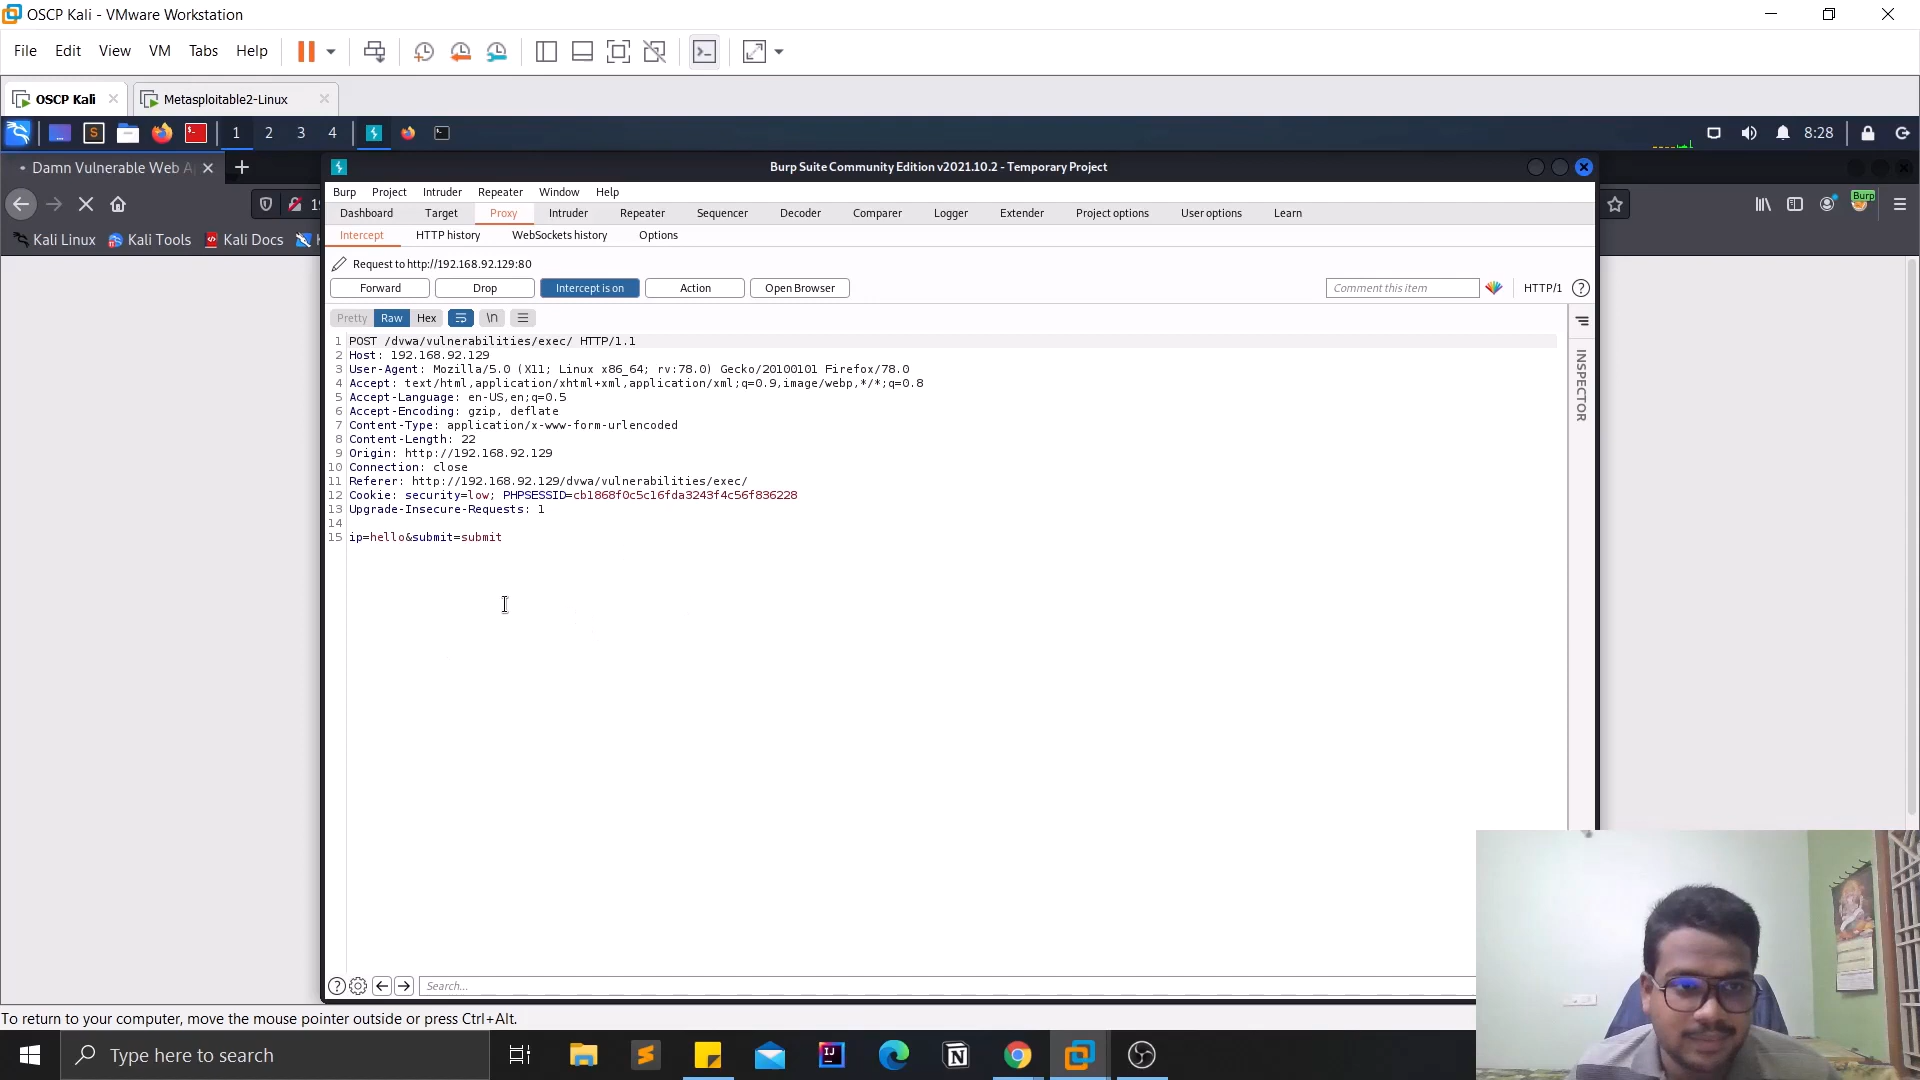 OSCP Kali - VMware Workstation
File Edit View VM Tabs Help
OSCP Kali Metasploitable2-Linux
1 2 3 4 8:28
Damn Vulnerable Web A Burp Suite Community Edition v2021.10.2 - Temporary Project
Burp Project Intruder Repeater Window Help
Burp
Dashboard Target Proxy Intruder Repeater Sequencer Decoder Comparer Logger Extender Project options User options Learn
Kali Linux Kali Tools Kali Docs
Intercept HTTP history WebSockets history Options
Request to http://192.168.92.129:80
Forward Drop Intercept is on Action Open Browser Comment this item HTTP/1 ?
Pretty Raw Hex \n
INSPECTOR
1 POST /dvwa/vulnerabilities/exec/ HTTP/1.1
2 Host: 192.168.92.129
3 User-Agent: Mozilla/5.0 (X11; Linux x86_64; rv:78.0) Gecko/20100101 Firefox/78.0
4 Accept: text/html,application/xhtml+xml,application/xml;q=0.9,image/webp,*/*;q=0.8
5 Accept-Language: en-US,en;q=0.5
6 Accept-Encoding: gzip, deflate
7 Content-Type: application/x-www-form-urlencoded
8 Content-Length: 22
9 Origin: http://192.168.92.129
10 Connection: close
11 Referer: http://192.168.92.129/dvwa/vulnerabilities/exec/
12 Cookie: security=low; PHPSESSID=cb1868f0c5c16fda3243f4c56f836228
13 Upgrade-Insecure-Requests: 1
14
15 ip=hello&submit=submit
? Search...
To return to your computer, move the mouse pointer outside or press Ctrl+Alt.
Type here to search